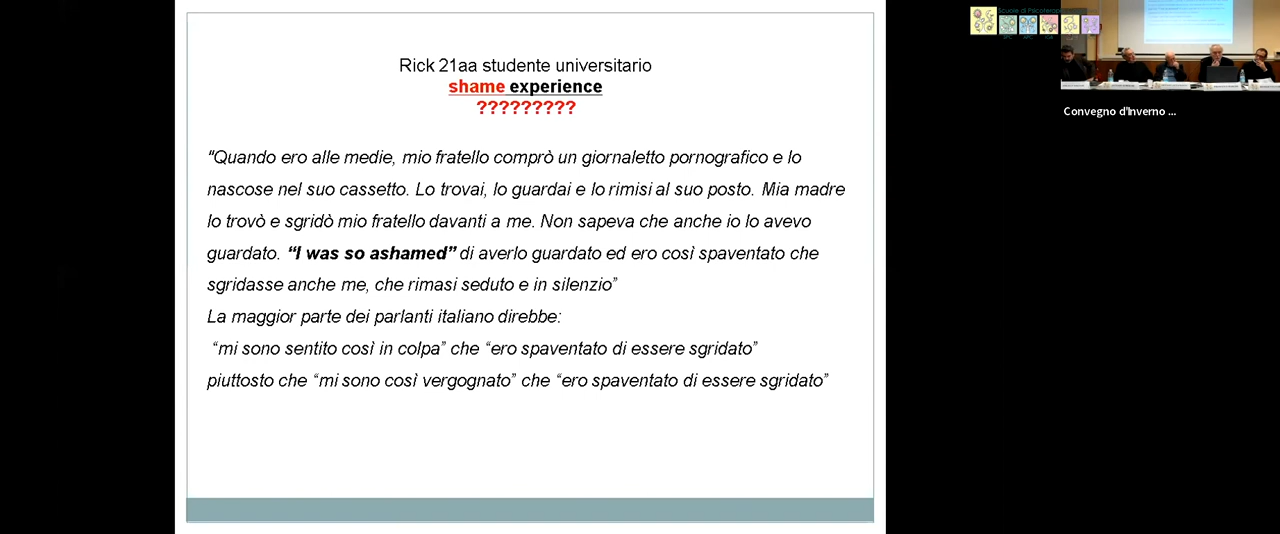 Rick 21aa studente universitario
shame experience
?????????
"Quando ero alle medie, mio fratello comprò un giornaletto pornografico e lo
nascose nel suo cassetto. Lo trovai, lo guardai e lo rimisi al suo posto. Mia madre
lo trovò e sgridò mio fratello davanti a me. Non sapeva che anche io lo avevo
guardato. “I was so ashamed” di averlo guardato ed ero così spaventato che
sgridasse anche me, che rimasi seduto e in silenzio”
La maggior parte dei parlanti italiano direbbe:
“mi sono sentito così in colpa” che “ero spaventato di essere sgridato”
piuttosto che “mi sono così vergognato” che “ero spaventato di essere sgridato”
Scuole di Psicoterapia
Convegno d'Inverno ...